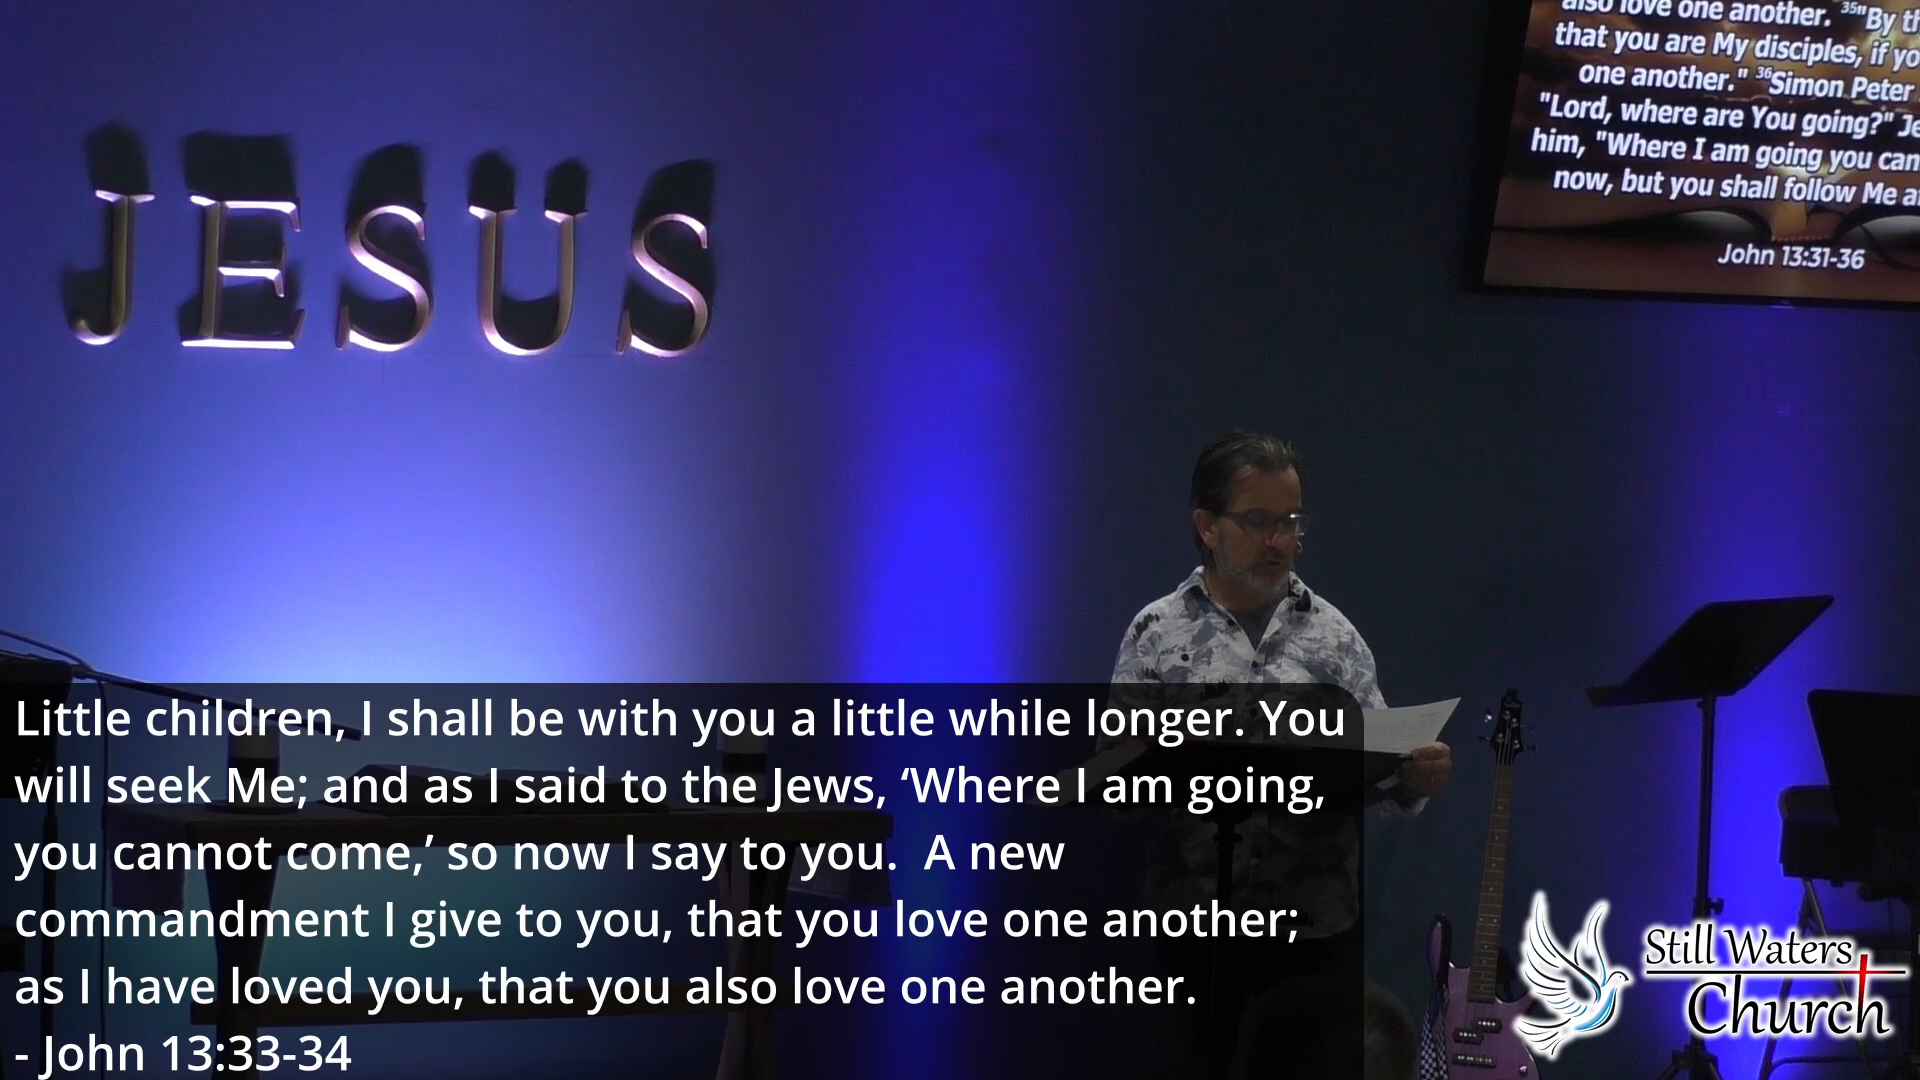 JESUS
also love one another. 35"By th
that you are My disciples, if yo
one another." 36Simon Peter
"Lord, where are You going?" Je
him, "Where I am going you can
now, but you shall follow Me a
John 13:31-36
Little children, I shall be with you a little while longer. You
will seek Me; and as I said to the Jews, ‘Where I am going,
you cannot come,’ so now I say to you.  A new
commandment I give to you, that you love one another;
as I have loved you, that you also love one another.
- John 13:33-34
Still Waters
Church